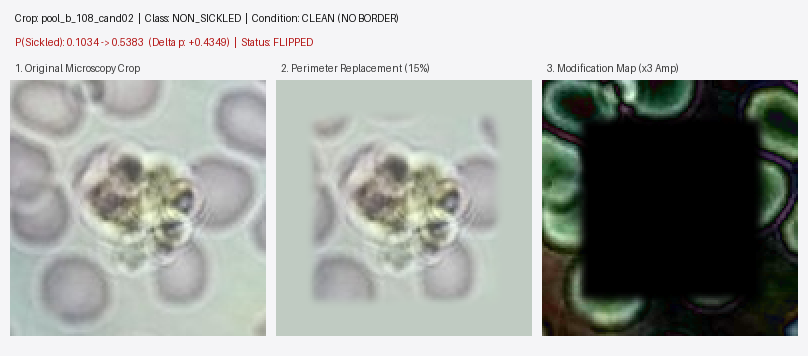 Crop: pool_b_108_cand02 | Class: NON_SICKLED | Condition: CLEAN (NO BORDER)
P(Sickled): 0.1034 -> 0.5383 (Delta p: +0.4349) | Status: FLIPPED
1. Original Microscopy Crop
2. Perimeter Replacement (15%)
3. Modification Map (x3 Amp)